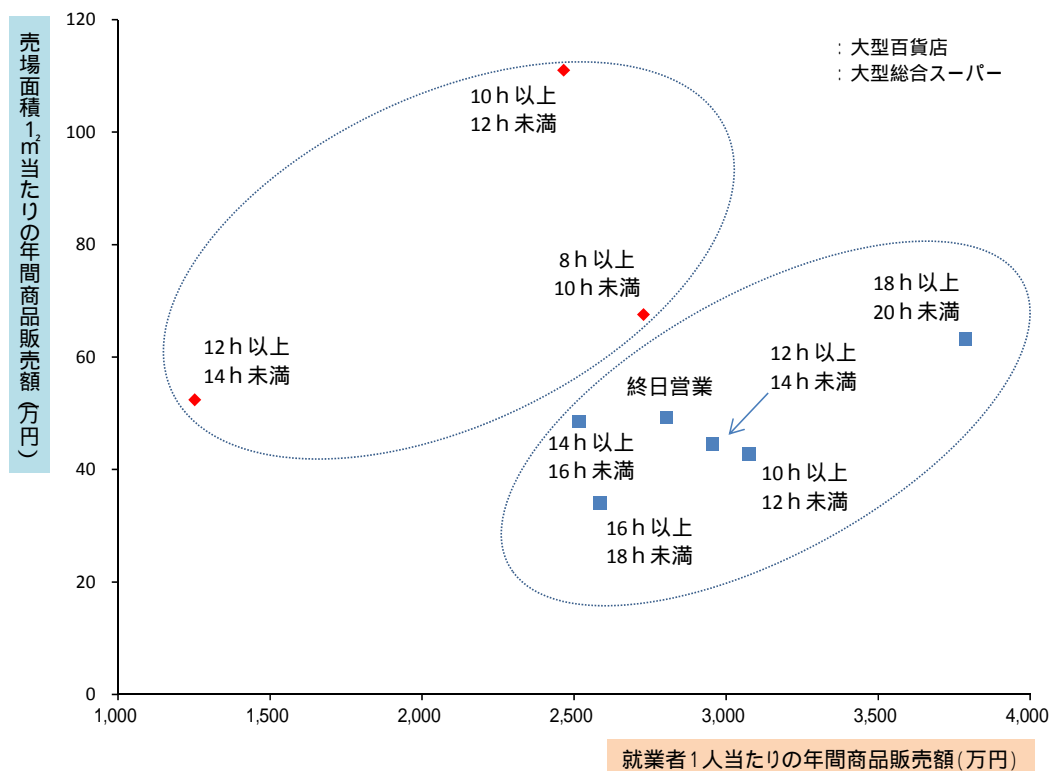 売場面積1㎡当たりの年間商品販売額(万円)
120
100
80
60
40
20
0
: 大型百貨店
: 大型総合スーパー
10h以上
12h未満
8h以上
10h未満
12h以上
14h未満
18h以上
20h未満
12h以上
14h未満
終日営業
14h以上
16h未満
10h以上
12h未満
16h以上
18h未満
1,000
1,500
2,000
2,500
3,000
3,500
4,000
就業者1人当たりの年間商品販売額(万円)